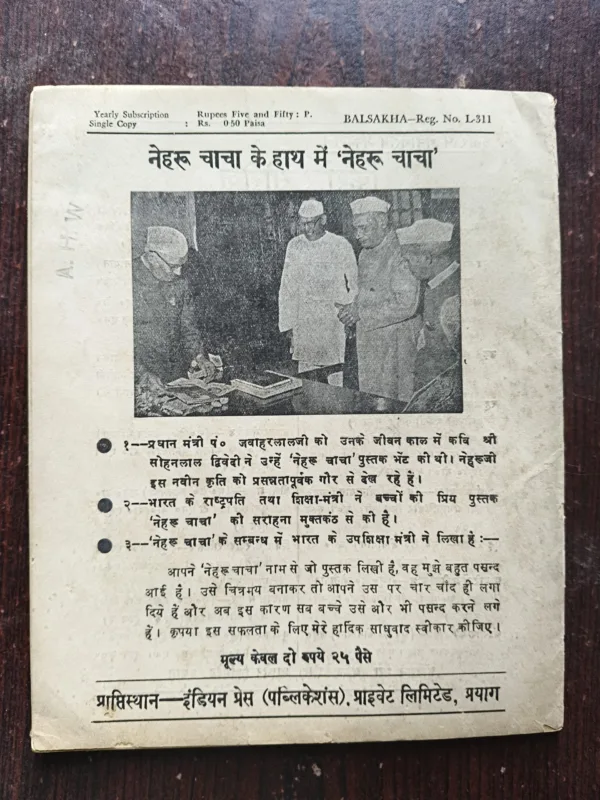 Yearly Subscription : Rupees Five and Fifty : P.
Single Copy : Rs. 0 50 Paisa
BALSAKHA—Reg. No. L-311
नेहरू चाचा के हाथ में 'नेहरू चाचा'
A. H. W
१—प्रधान मंत्री पं० जवाहरलालजी को उनके जीवन काल में कवि श्री
सोहनलाल द्विवेदी ने उन्हें 'नेहरू चाचा' पुस्तक भेंट की थी। नेहरूजी
इस नवीन कृति को प्रसन्नतापूर्वक गौर से देख रहे हैं।
२—भारत के राष्ट्रपति तथा शिक्षा-मंत्री ने बच्चों की प्रिय पुस्तक
'नेहरू चाचा' की सराहना मुक्तकंठ से की है।
३—'नेहरू चाचा' के सम्बन्ध में भारत के उपशिक्षा मंत्री ने लिखा है :—
आपने 'नेहरू चाचा' नाम से जो पुस्तक लिखी है, वह मुझे बहुत पसन्द
आई है। उसे चित्रमय बनाकर तो आपने उस पर चार चाँद ही लगा
दिये हैं और अब इस कारण सब बच्चे उसे और भी पसन्द करने लगे
हैं। कृपया इस सफलता के लिए मेरे हार्दिक साधुवाद स्वीकार कीजिए।
मूल्य केवल दो रुपये २५ पैसे
प्राप्तिस्थान—इंडियन प्रेस (पब्लिकेशंस), प्राइवेट लिमिटेड, प्रयाग